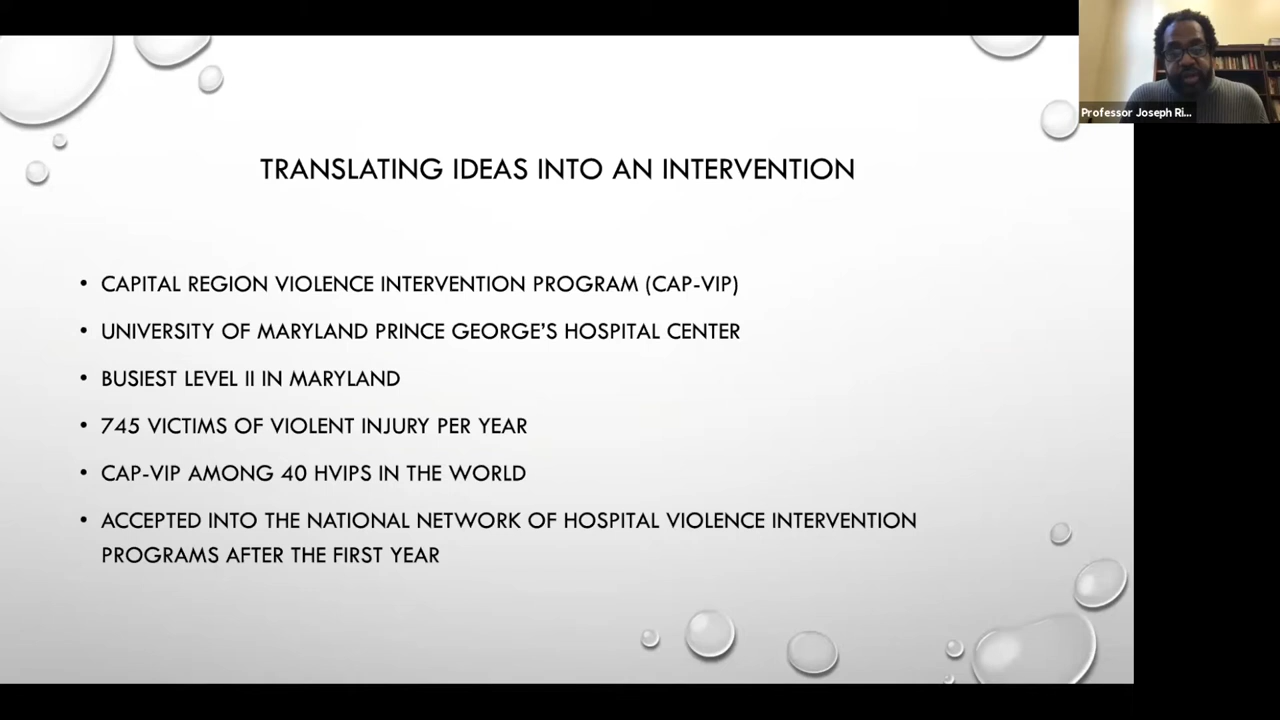 Professor Joseph Ri...
TRANSLATING IDEAS INTO AN INTERVENTION
• CAPITAL REGION VIOLENCE INTERVENTION PROGRAM (CAP-VIP)
• UNIVERSITY OF MARYLAND PRINCE GEORGE'S HOSPITAL CENTER
• BUSIEST LEVEL II IN MARYLAND
• 745 VICTIMS OF VIOLENT INJURY PER YEAR
• CAP-VIP AMONG 40 HVIPS IN THE WORLD
• ACCEPTED INTO THE NATIONAL NETWORK OF HOSPITAL VIOLENCE INTERVENTION
PROGRAMS AFTER THE FIRST YEAR